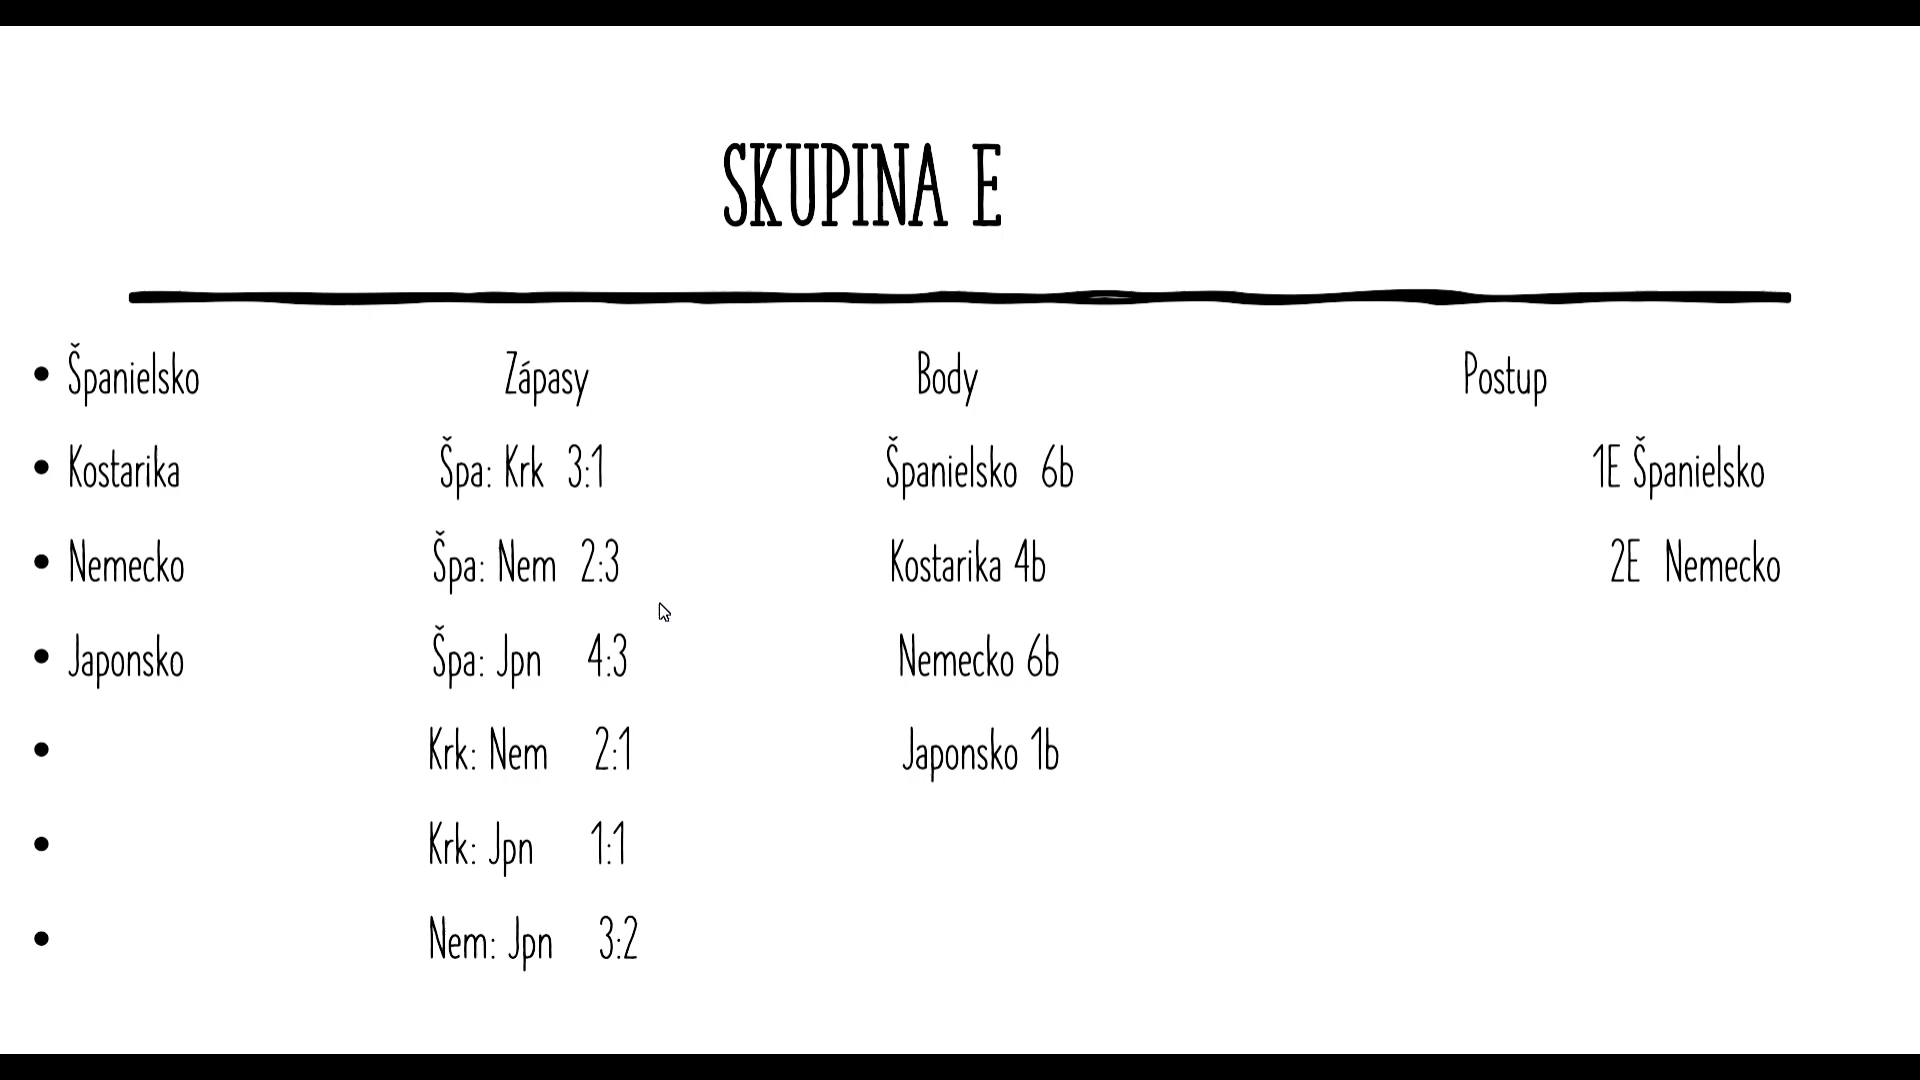 SKUPINA E
Španielsko Zápasy Body Postup
Kostarika Špa: Krk 3:1 Španielsko 6b 1E Španielsko
Nemecko Špa: Nem 2:3 Kostarika 4b 2E Nemecko
Japonsko Špa: Jpn 4:3 Nemecko 6b
Krk: Nem 2:1 Japonsko 1b
Krk: Jpn 1:1
Nem: Jpn 3:2